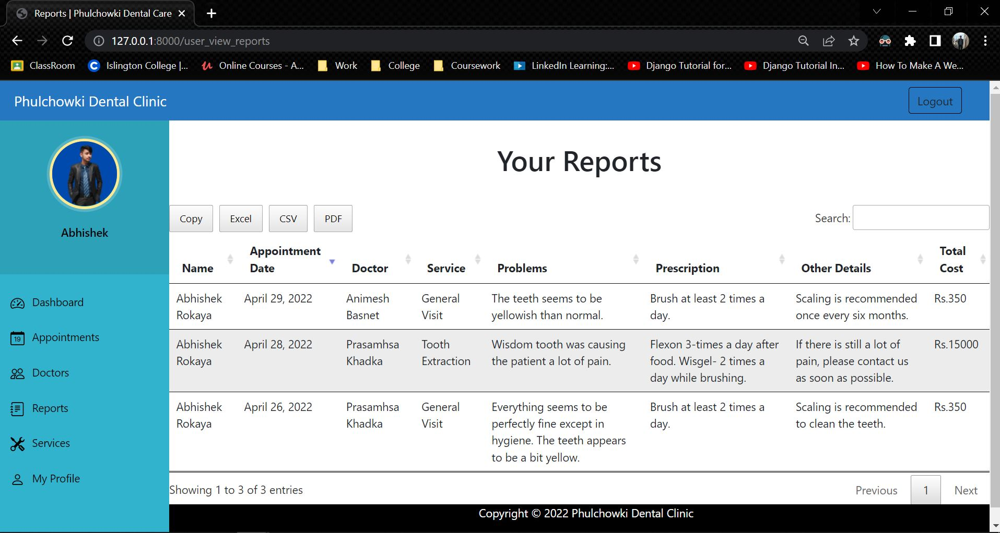 Reports | Phulchowki Dental Care
127.0.0.1:8000/user_view_reports
ClassRoom Islington College |... Online Courses - A... Work College Coursework LinkedIn Learning:... Django Tutorial for... Django Tutorial In... How To Make A We...
Phulchowki Dental Clinic Logout
Abhishek
Dashboard
19 Appointments
Doctors
Reports
Services
My Profile
Your Reports
Copy Excel CSV PDF Search:
Appointment Total
Name Date Doctor Service Problems Prescription Other Details Cost
Abhishek April 29, 2022 Animesh General The teeth seems to be Brush at least 2 times a Scaling is recommended Rs.350
Rokaya Basnet Visit yellowish than normal. day. once every six months.
Abhishek April 28, 2022 Prasamhsa Tooth Wisdom tooth was causing Flexon 3-times a day after If there is still a lot of Rs.15000
Rokaya Khadka Extraction the patient a lot of pain. food. Wisgel- 2 times a pain, please contact us
day while brushing. as soon as possible.
Abhishek April 26, 2022 Prasamhsa General Everything seems to be Brush at least 2 times a Scaling is recommended Rs.350
Rokaya Khadka Visit perfectly fine except in day. to clean the teeth.
hygiene. The teeth appears
to be a bit yellow.
Showing 1 to 3 of 3 entries Previous 1 Next
Copyright © 2022 Phulchowki Dental Clinic